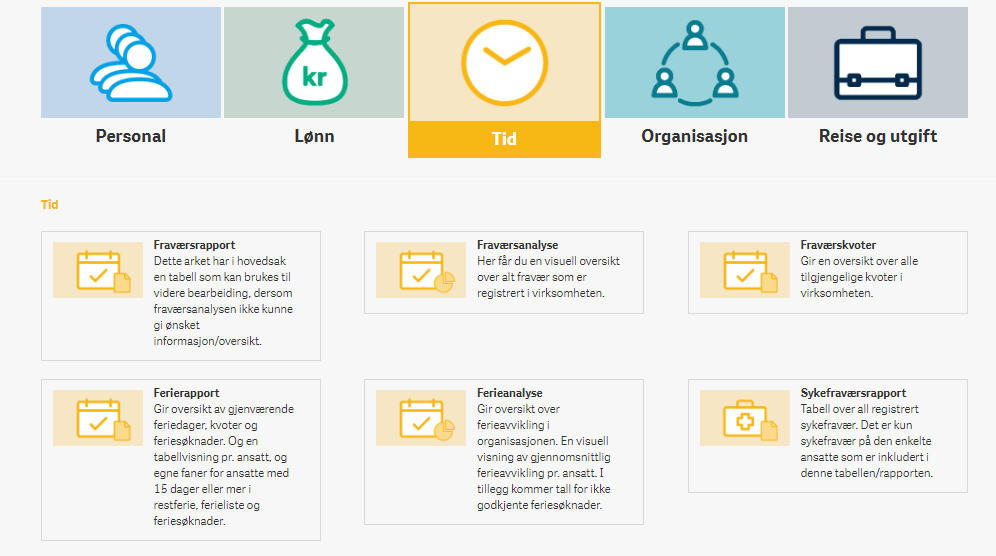 kr
Personal
Lønn
Tid
Organisasjon
Reise og utgift
Tid
Fraværsrapport
Dette arket har i hovedsak
en tabell som kan brukes til
videre bearbeiding, dersom
fraværsanalysen ikke kunne
gi ønsket
informasjon/oversikt.
Fraværsanalyse
Her får du en visuell oversikt
over alt fravær som er
registrert i virksomheten.
Fraværskvoter
Gir en oversikt over alle
tilgjengelige kvoter i
virksomheten.
Ferierapport
Gir oversikt av gjenværende
feriedager, kvoter og
feriesøknader. Og en
tabellvisning pr. ansatt, og
egne faner for ansatte med
15 dager eller mer i
restferie, ferieliste og
feriesøknader.
Ferieanalyse
Gir oversikt over
ferieavvikling i
organisasjonen. En visuell
visning av gjennomsnittlig
ferieavvikling pr. ansatt. I
tillegg kommer tall for ikke
godkjente feriesøknader.
Sykefraværsrapport
Tabell over all registrert
sykefravær. Det er kun
sykefravær på den enkelte
ansatte som er inkludert i
denne tabellen/rapporten.